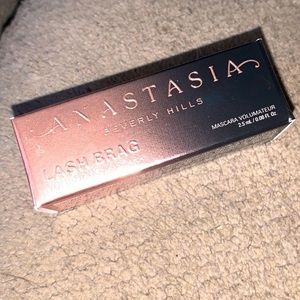 ANASTASIA
BEVERLY HILLS
LASH BRAG
MASCARA VOLUMATEUR
2.5 mL / 0.08 Fl. Oz.